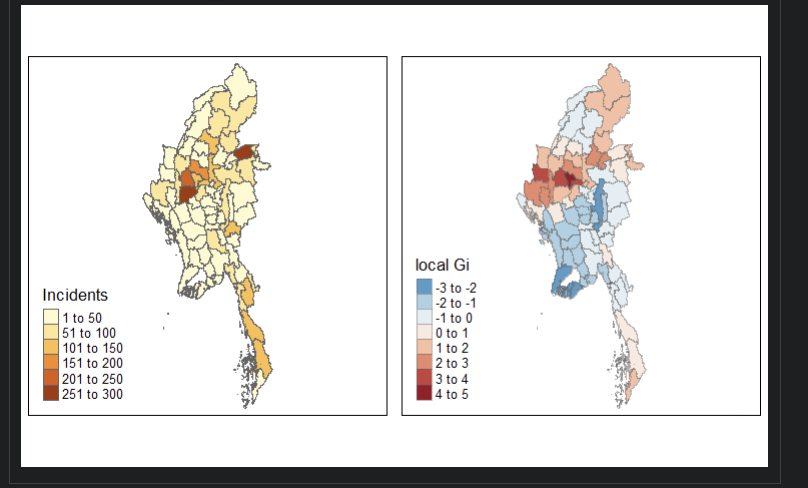 Incidents
1 to 50
51 to 100
101 to 150
151 to 200
201 to 250
251 to 300
local Gi
-3 to -2
-2 to -1
-1 to 0
0 to 1
1 to 2
2 to 3
3 to 4
4 to 5